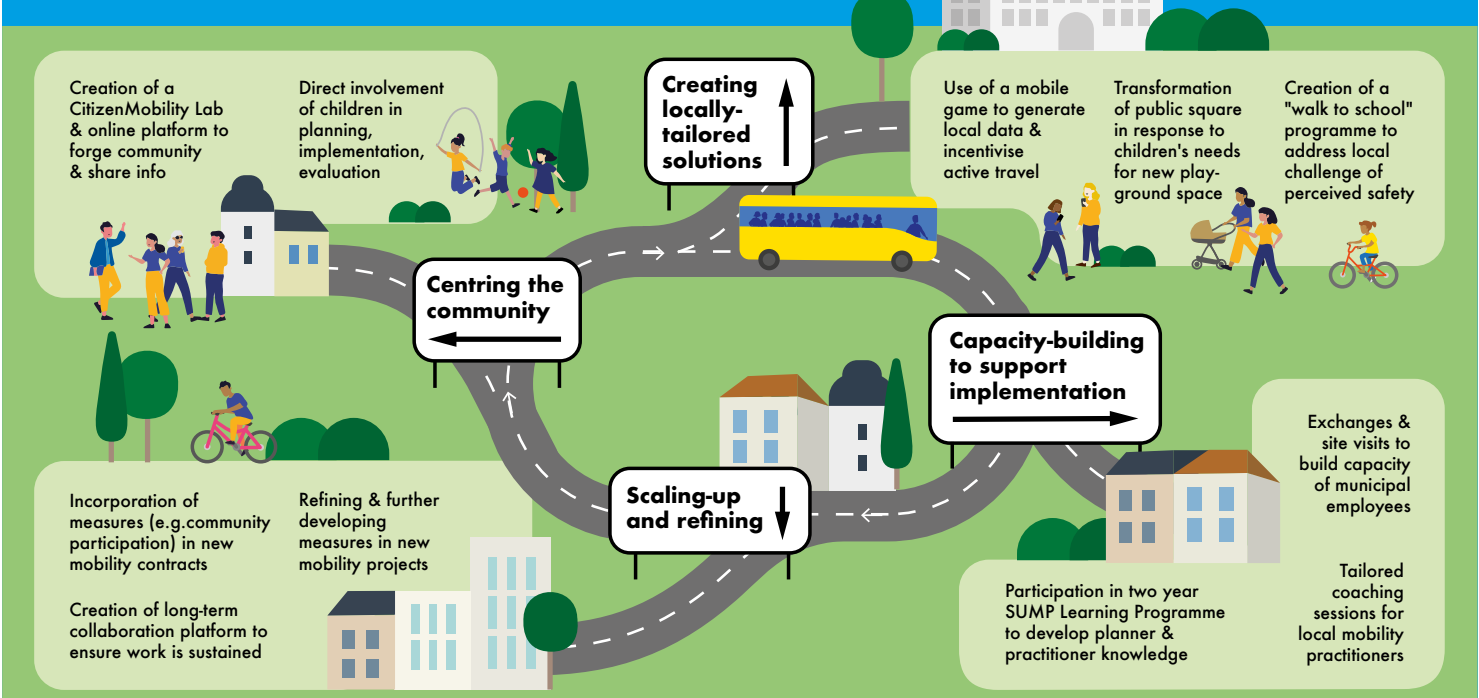 Creation of a
CitizenMobility Lab
& online platform to
forge community
& share info
Direct involvement
of children in
planning,
implementation,
evaluation
Creating
locally-
tailored
solutions
Use of a mobile
game to generate
local data &
incentivise
active travel
Transformation
of public square
in response to
children's needs
for new play-
ground space
Creation of a
"walk to school"
programme to
address local
challenge of
perceived safety
Centring the
community
Capacity-building
to support
implementation
Scaling-up
and refining
Incorporation of
measures (e.g.community
participation) in new
mobility contracts
Creation of long-term
collaboration platform to
ensure work is sustained
Refining & further
developing
measures in new
mobility projects
Exchanges &
site visits to
build capacity
of municipal
employees
Participation in two year
SUMP Learning Programme
to develop planner &
practitioner knowledge
Tailored
coaching
sessions for
local mobility
practitioners